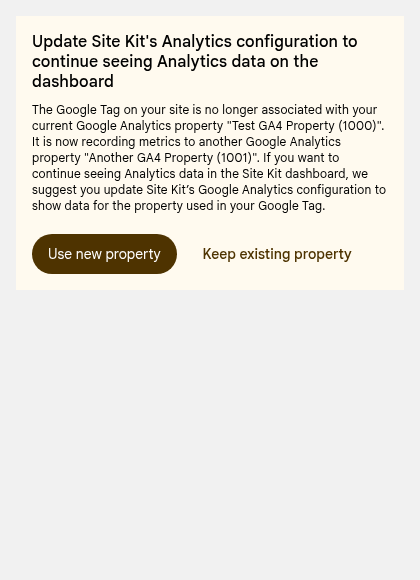 Update Site Kit's Analytics configuration to
continue seeing Analytics data on the
dashboard
The Google Tag on your site is no longer associated with your
current Google Analytics property "Test GA4 Property (1000)".
It is now recording metrics to another Google Analytics
property "Another GA4 Property (1001)". If you want to
continue seeing Analytics data in the Site Kit dashboard, we
suggest you update Site Kit’s Google Analytics configuration to
show data for the property used in your Google Tag.
Use new property
Keep existing property